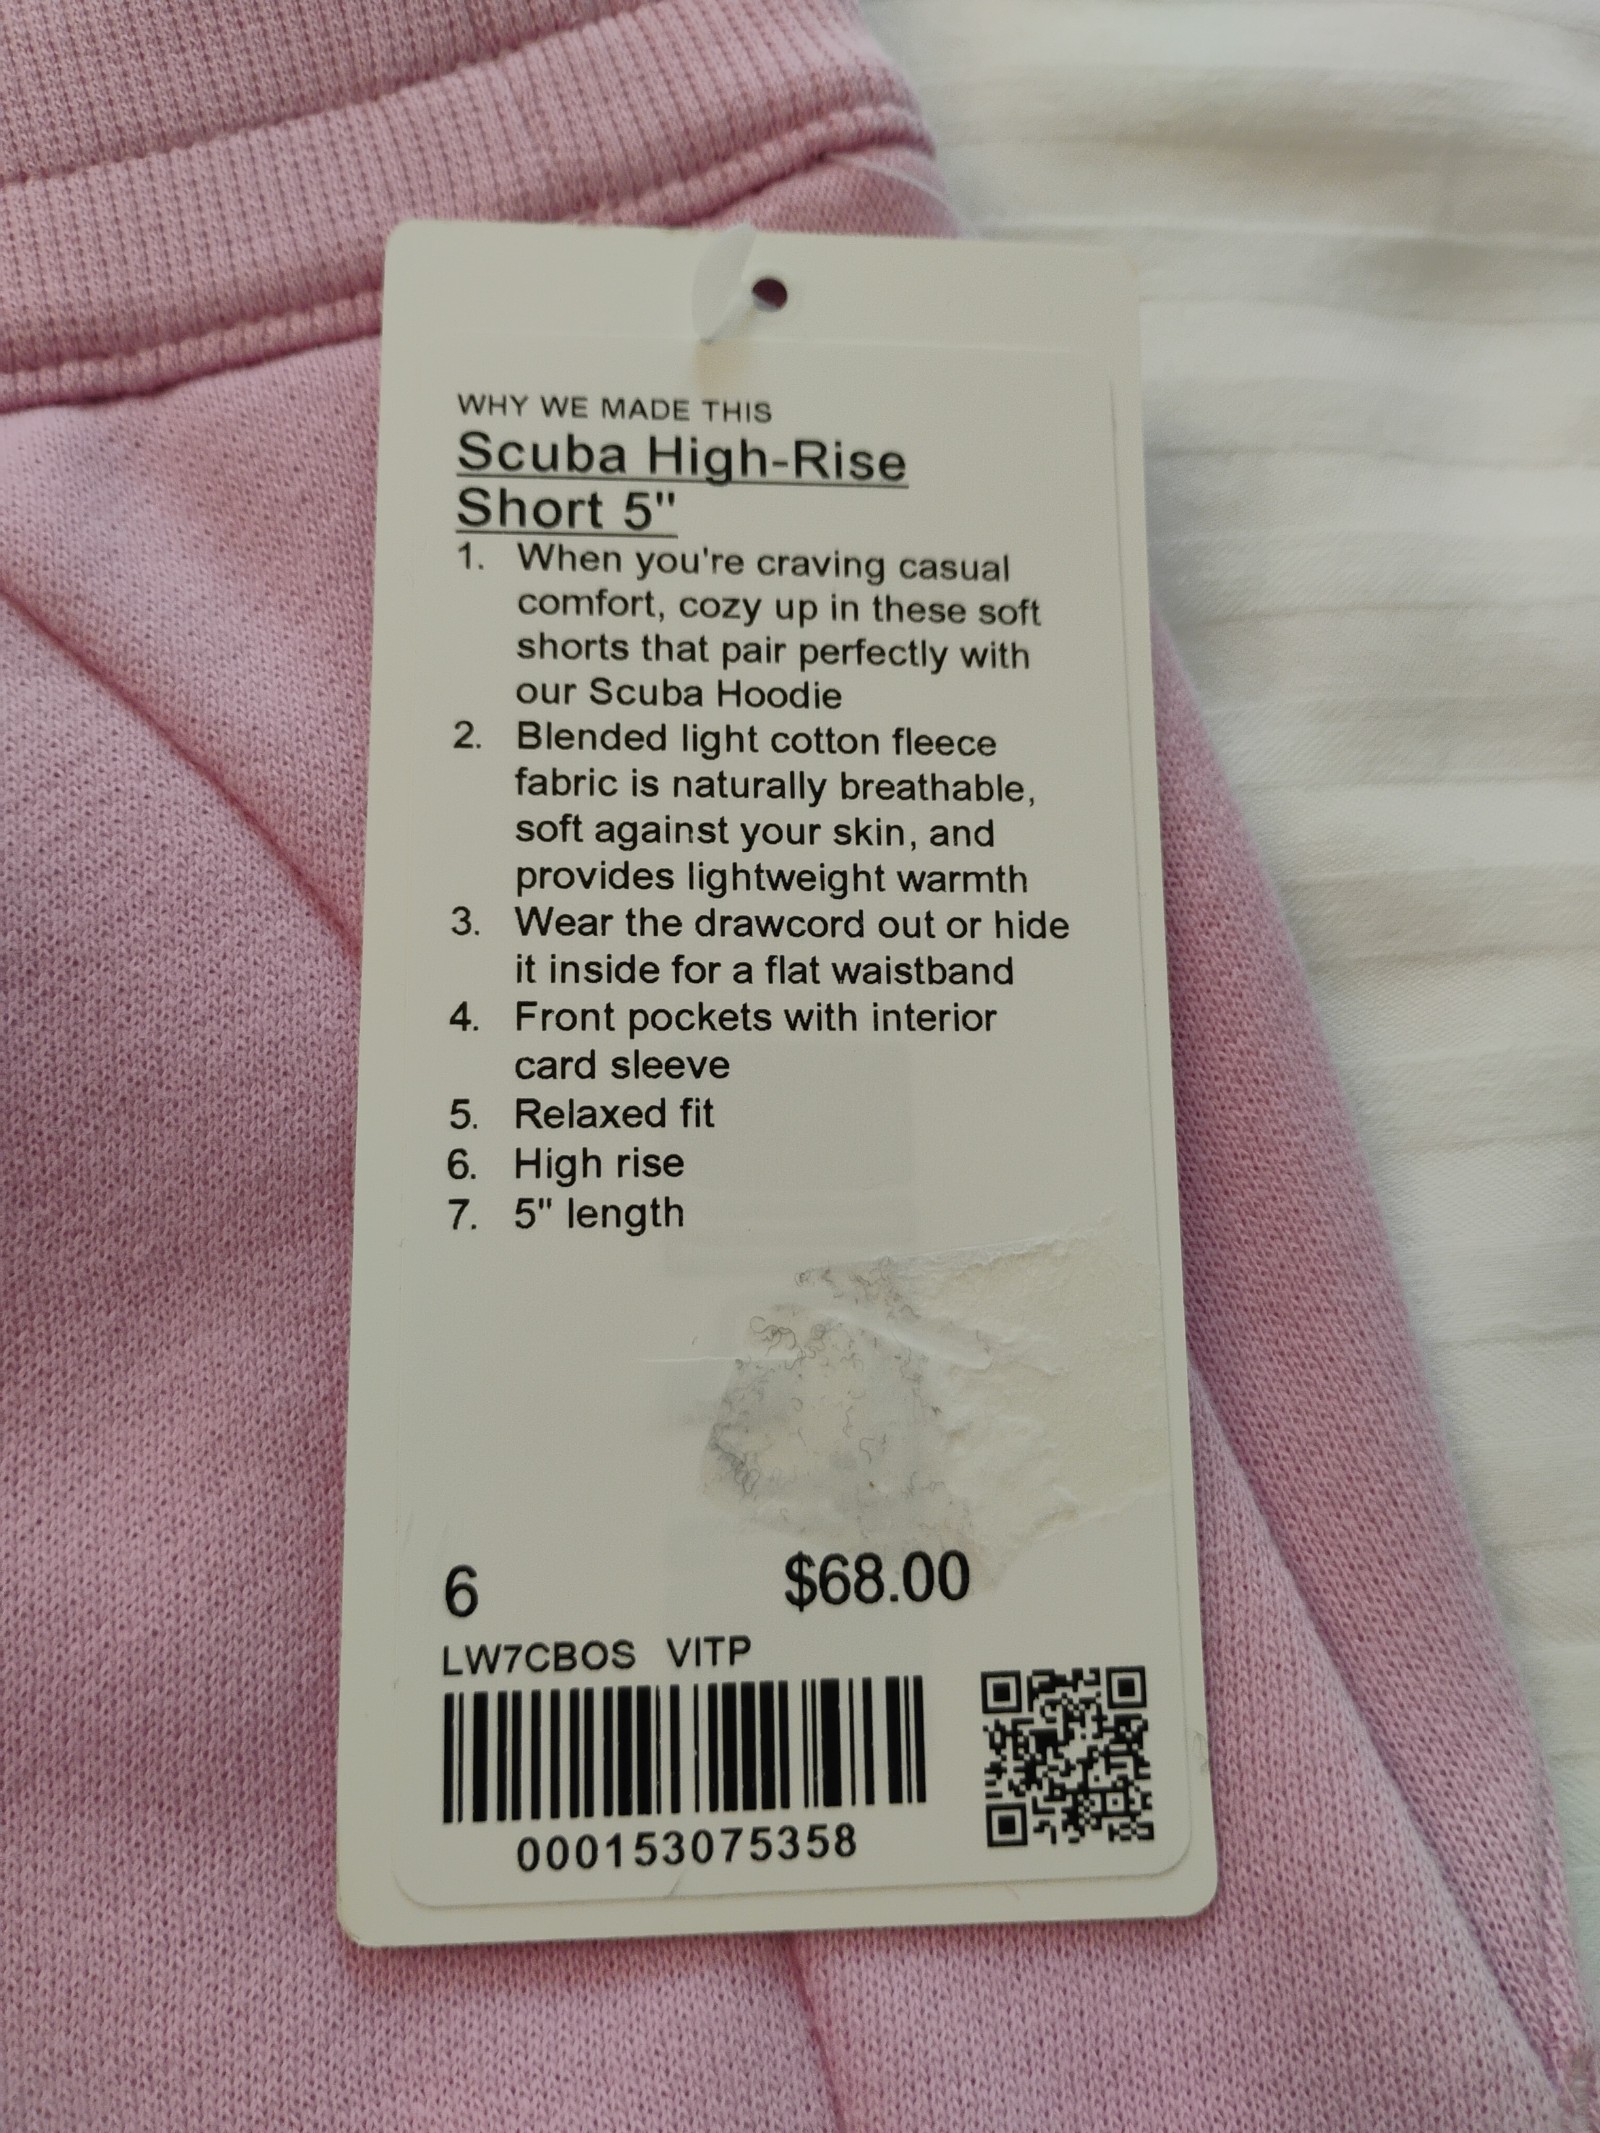 WHY WE MADE THIS
Scuba High-Rise
Short 5"
1. When you're craving casual
comfort, cozy up in these soft
shorts that pair perfectly with
our Scuba Hoodie
2. Blended light cotton fleece
fabric is naturally breathable,
soft against your skin, and
provides lightweight warmth
3. Wear the drawcord out or hide
it inside for a flat waistband
4. Front pockets with interior
card sleeve
5. Relaxed fit
6. High rise
7. 5" length
6 $68.00
LW7CBOS VITP
000153075358